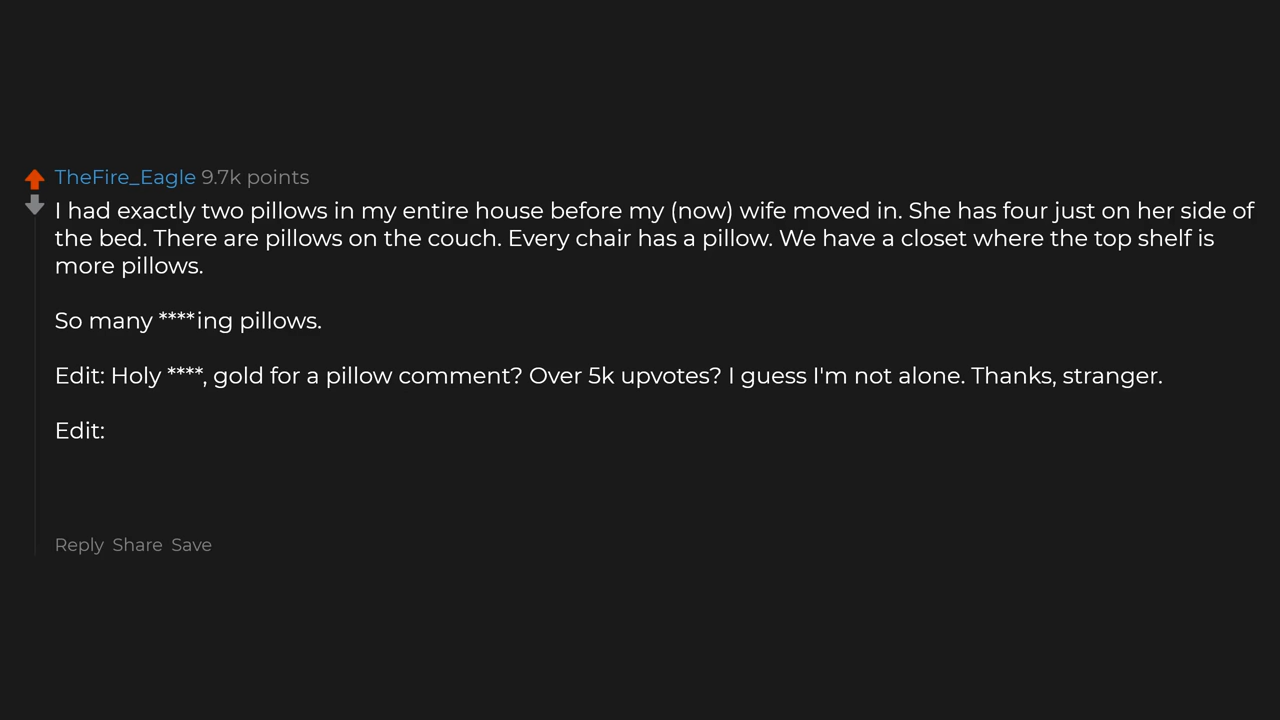 TheFire_Eagle 9.7k points
I had exactly two pillows in my entire house before my (now) wife moved in. She has four just on her side of
the bed. There are pillows on the couch. Every chair has a pillow. We have a closet where the top shelf is
more pillows.
So many ****ing pillows.
Edit: Holy ****, gold for a pillow comment? Over 5k upvotes? I guess I'm not alone. Thanks, stranger.
Edit:
Reply Share Save